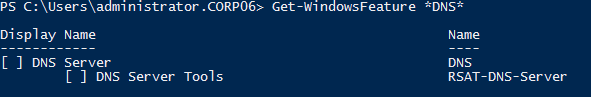 PS C:\Users\administrator.CORP06> Get-WindowsFeature *DNS*
Display Name Name
------------ ----
[ ] DNS Server DNS
[ ] DNS Server Tools RSAT-DNS-Server